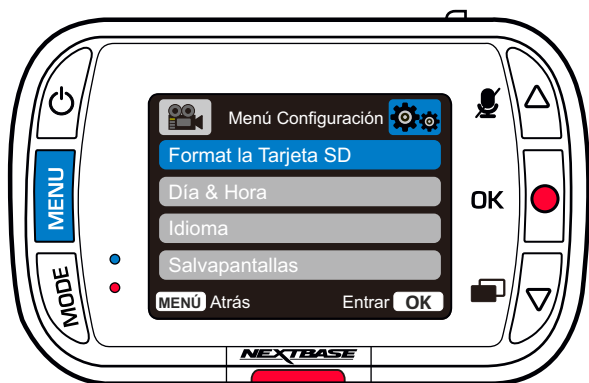 Menú Configuración
Format la Tarjeta SD
Día & Hora
Idioma
Salvapantallas
MENÚ Atrás Entrar OK
MENU
MODE
OK
NEXTBASE